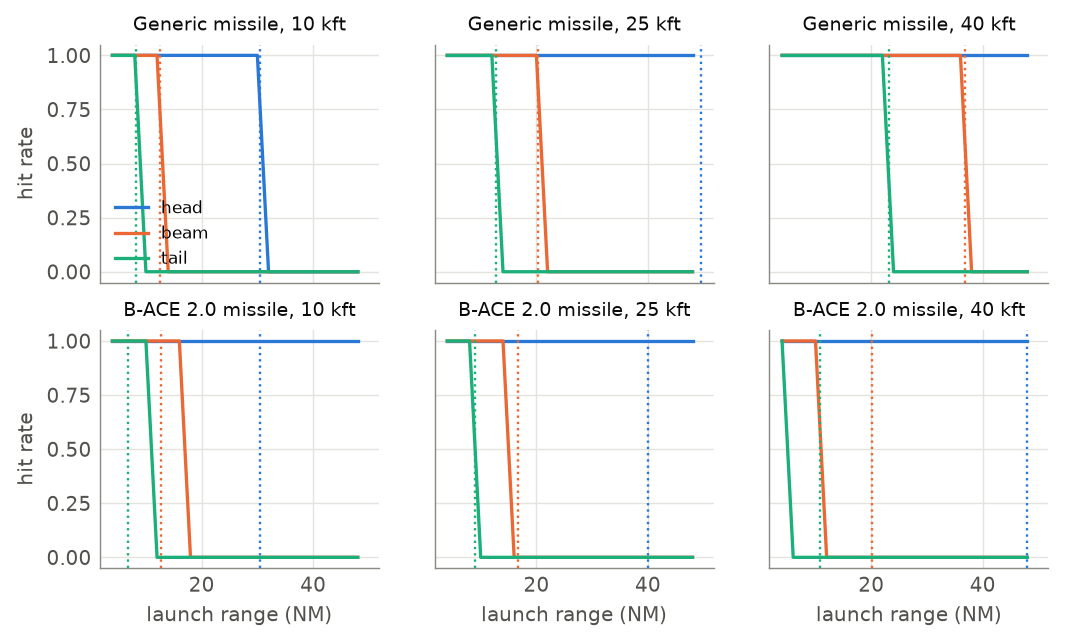 Generic missile, 10 kft
Generic missile, 25 kft
Generic missile, 40 kft
1.00
0.75
0.50
0.25
0.00
hit rate
head
beam
tail
B-ACE 2.0 missile, 10 kft
B-ACE 2.0 missile, 25 kft
B-ACE 2.0 missile, 40 kft
1.00
0.75
0.50
0.25
0.00
hit rate
20
40
20
40
20
40
launch range (NM)
launch range (NM)
launch range (NM)